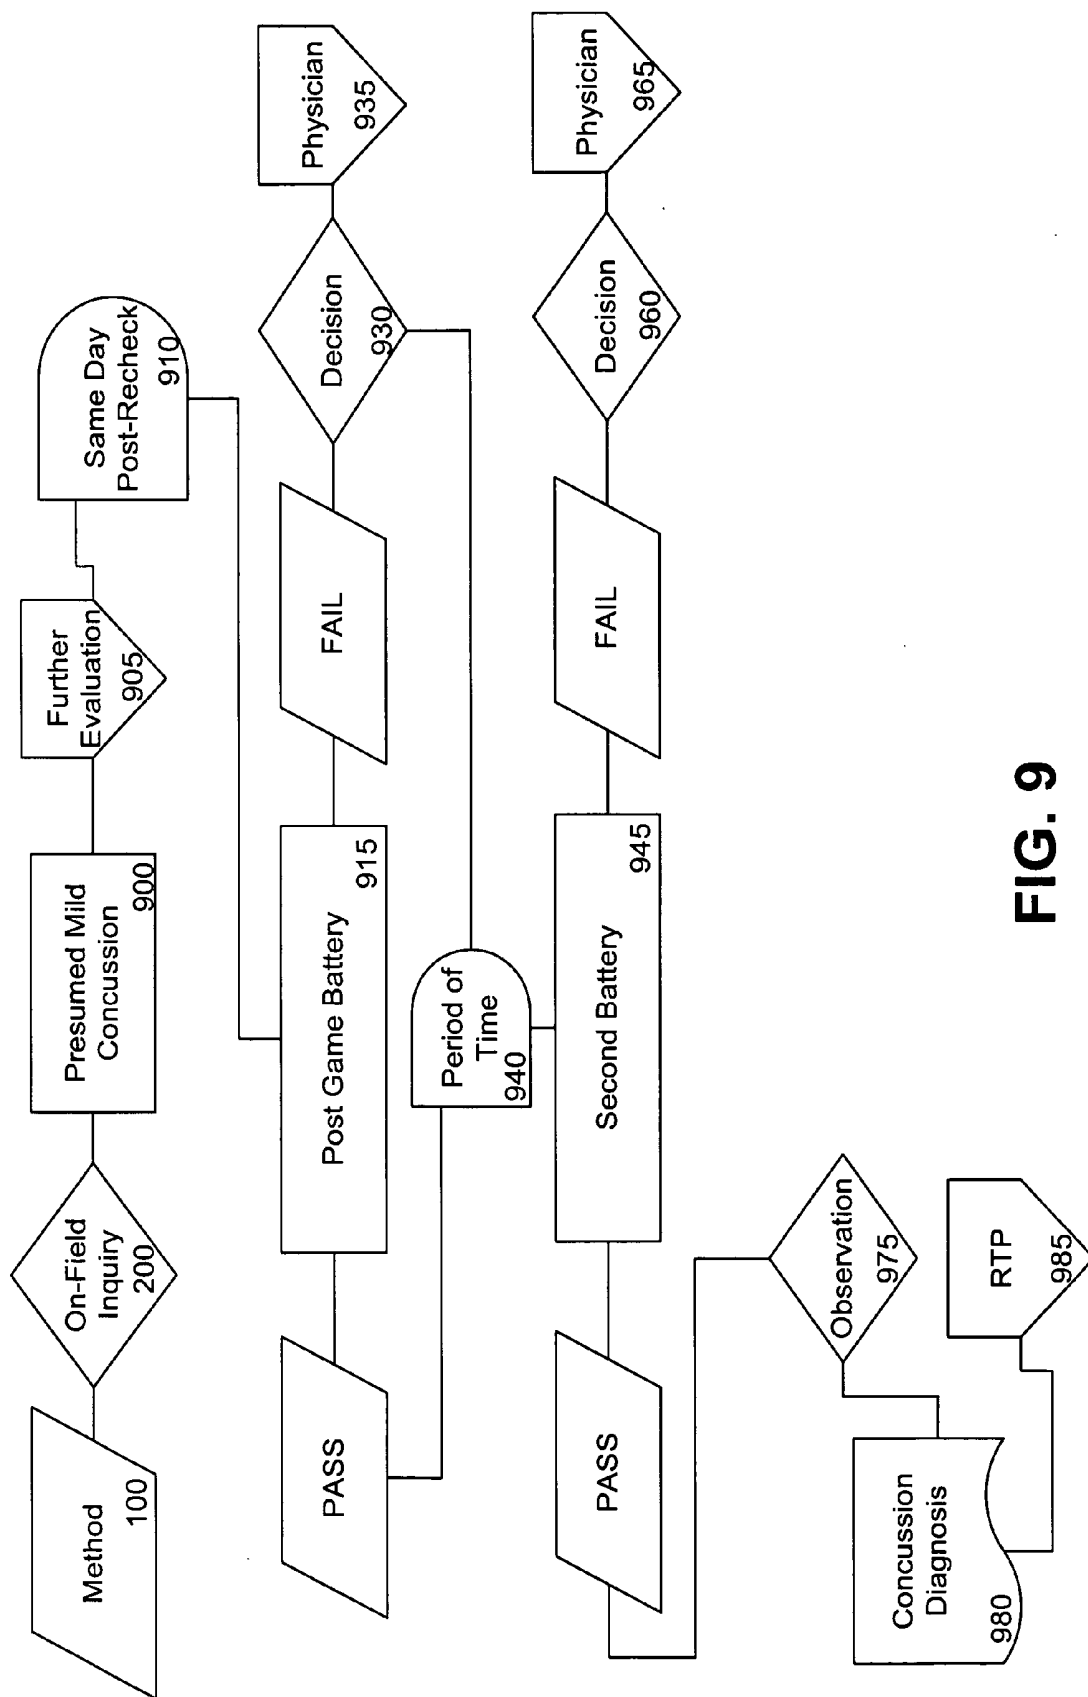 Method
100
On-Field
Inquiry
200
Presumed Mild
Concussion
900
Further
Evaluation
905
Same Day
Post-Recheck
910
PASS
Post Game Battery
915
FAIL
Decision
930
Physician
935
Period of
Time
940
PASS
Second Battery
945
FAIL
Decision
960
Physician
965
Observation
975
Concussion
Diagnosis
980
RTP
985
FIG. 9